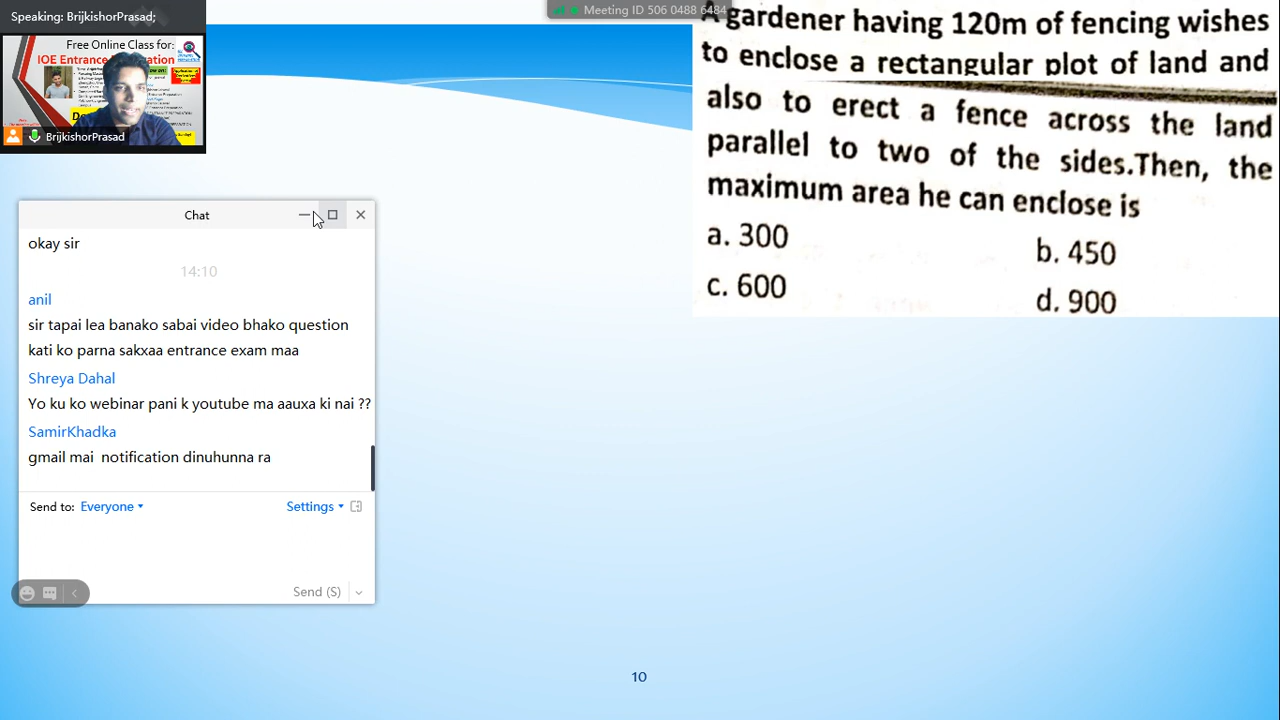 Speaking: BrijkishorPrasad;
Free Online Class for:
BrijkishorPrasad
Meeting ID 506 0488 6484
A gardener having 120m of fencing wishes
to enclose a rectangular plot of land and
also to erect a fence across the land
parallel to two of the sides.Then, the
maximum area he can enclose is
a. 300
b. 450
c. 600
d. 900
Chat
okay sir
14:10
anil
sir tapai lea banako sabai video bhako question
kati ko parna sakxaa entrance exam maa
Shreya Dahal
Yo ku ko webinar pani k youtube ma aauxa ki nai ??
SamirKhadka
gmail mai notification dinuhunna ra
Send to: Everyone
Settings
Send (S)
10